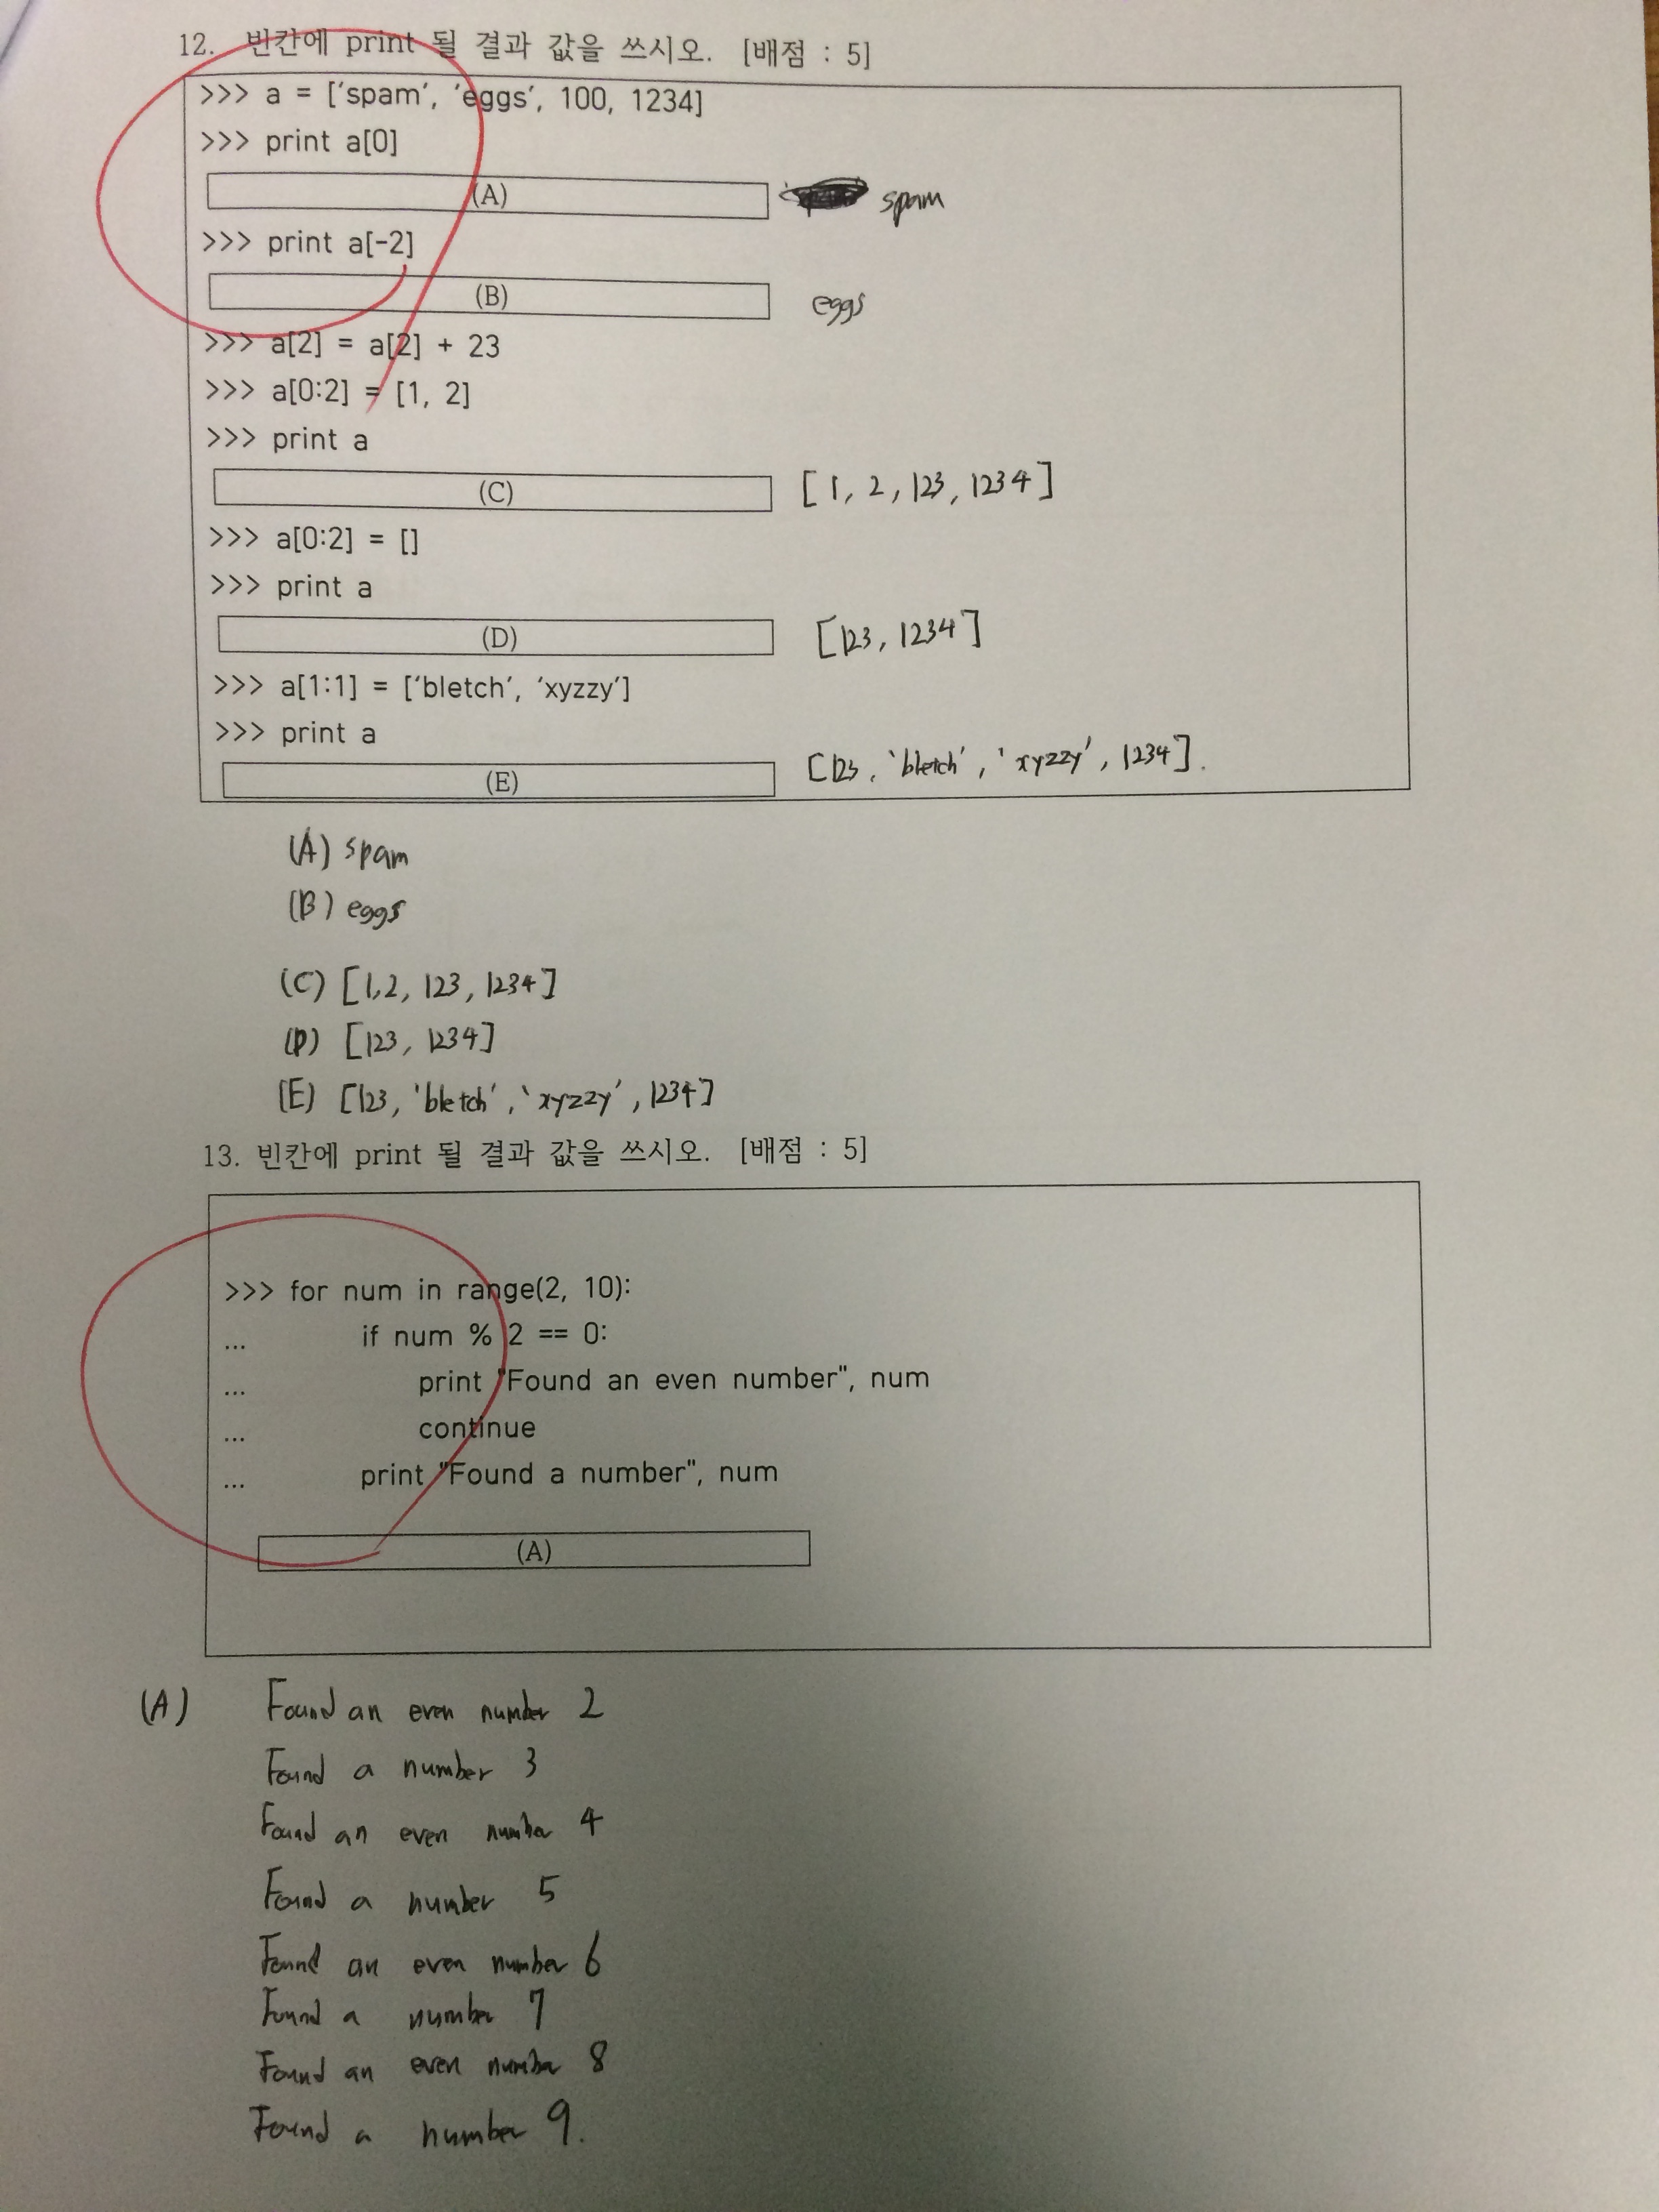 12. 빈칸에 print 될 결과 값을 쓰시오. [배점 : 5]
>>> a = ['spam', 'eggs', 100, 1234]
>>> print a[0]
(A) spam
>>> print a[-2]
(B) eggs
>>> a[2] = a[2] + 23
>>> a[0:2] = [1, 2]
>>> print a
(C) [1, 2, 123, 1234]
>>> a[0:2] = []
>>> print a
(D) [123, 1234]
>>> a[1:1] = ['bletch', 'xyzzy']
>>> print a
(E) [123, 'bletch', 'xyzzy', 1234].
(A) spam
(B) eggs
(C) [1,2, 123, 1234]
(D) [123, 1234]
(E) [123, 'bletch', 'xyzzy', 1234]
13. 빈칸에 print 될 결과 값을 쓰시오. [배점 : 5]
>>> for num in range(2, 10):
... if num % 2 == 0:
... print "Found an even number", num
... continue
... print "Found a number", num
(A)
(A) Found an even number 2
Found a number 3
Found an even number 4
Found a number 5
Found an even number 6
Found a number 7
Found an even number 8
Found a number 9.